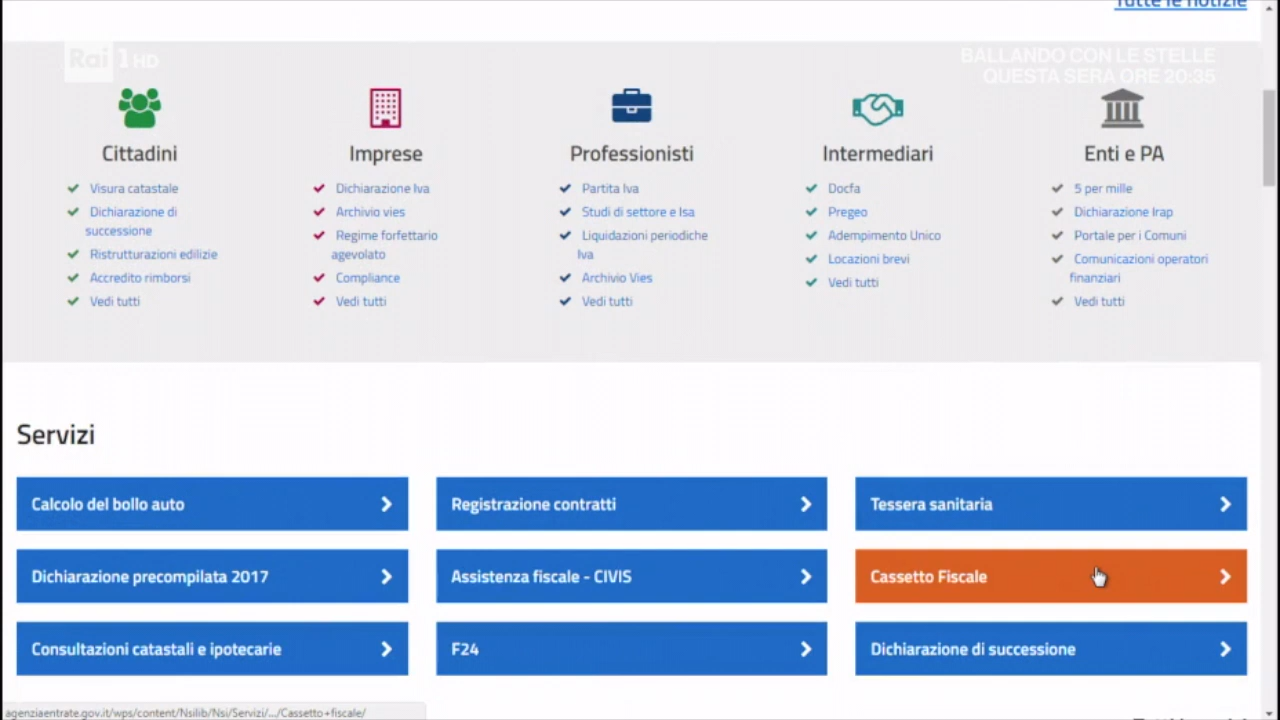 Tutte le notizie
Rai 1 HD
BALLANDO CON LE STELLE
QUESTA SERA ORE 20:35
Cittadini
Visura catastale
Dichiarazione di
successione
Ristrutturazioni edilizie
Accredito rimborsi
Vedi tutti
Imprese
Dichiarazione Iva
Archivio vies
Regime forfettario
agevolato
Compliance
Vedi tutti
Professionisti
Partita Iva
Studi di settore e Isa
Liquidazioni periodiche
Iva
Archivio Vies
Vedi tutti
Intermediari
Docfa
Pregeo
Adempimento Unico
Locazioni brevi
Vedi tutti
Enti e PA
5 per mille
Dichiarazione Irap
Portale per i Comuni
Comunicazioni operatori
finanziari
Vedi tutti
Servizi
Calcolo del bollo auto
Registrazione contratti
Tessera sanitaria
Dichiarazione precompilata 2017
Assistenza fiscale - CIVIS
Cassetto Fiscale
Consultazioni catastali e ipotecarie
F24
Dichiarazione di successione
agenziaentrate.gov.it/wps/content/Nsilib/Nsi/Servizi/.../Cassetto+fiscale/